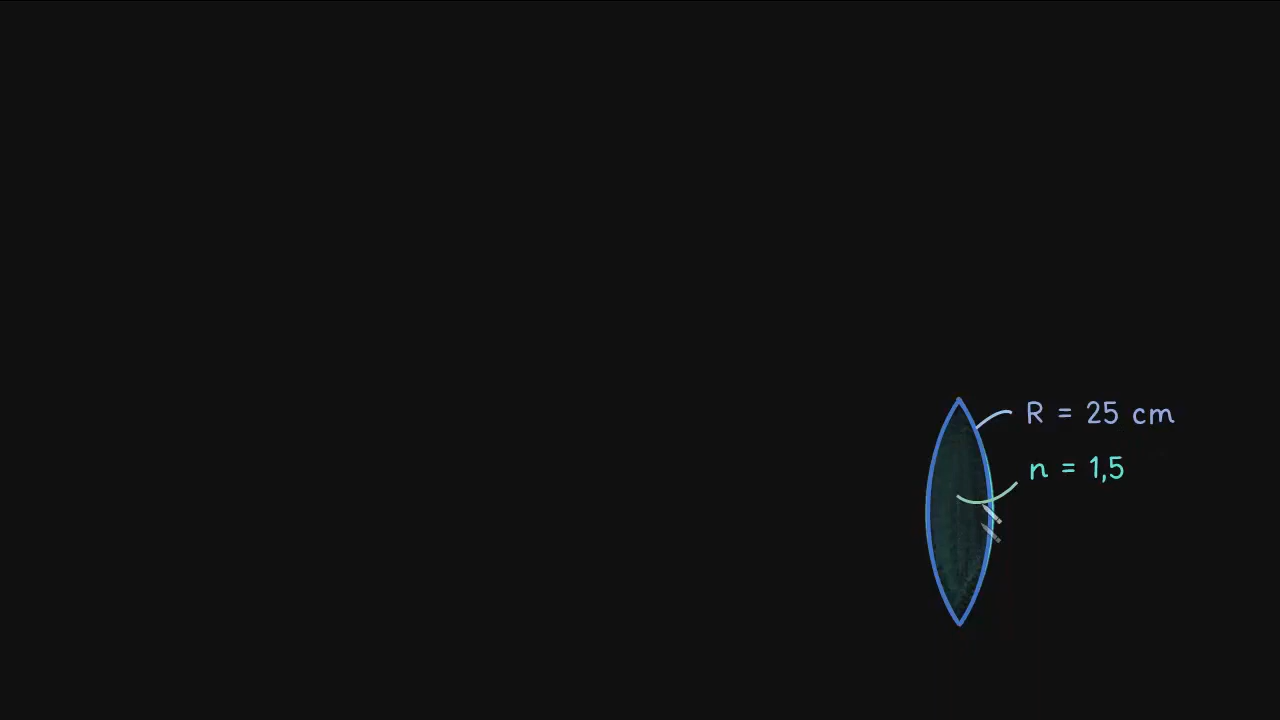 R = 25 cm
n = 1,5